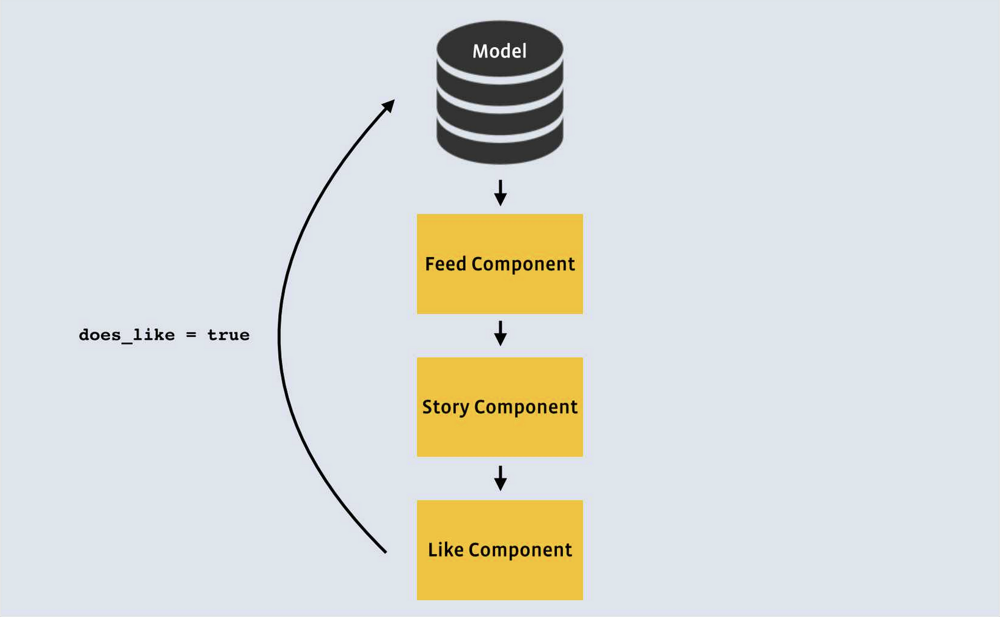 Model
Feed Component
does_like = true
Story Component
Like Component